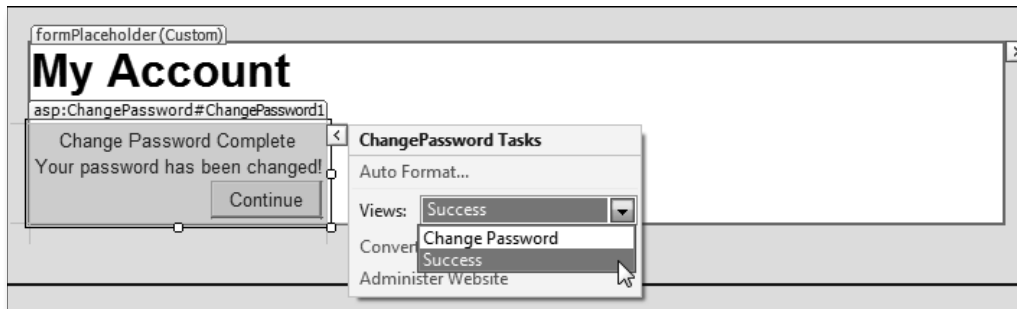 formPlaceholder (Custom)
My Account
asp:ChangePassword#ChangePassword1
Change Password Complete
Your password has been changed!
Continue
ChangePassword Tasks
Auto Format...
Views: Success
Change Password
Success
Convert
Administer Website